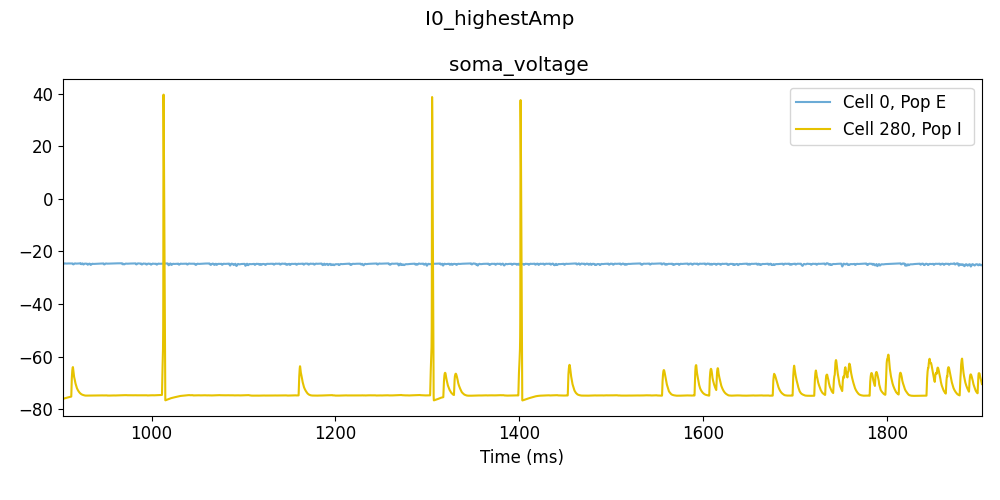 I0_highestAmp
soma_voltage
40
20
0
−20
−40
−60
−80
Cell 0, Pop E
Cell 280, Pop I
1000 1200 1400 1600 1800
Time (ms)